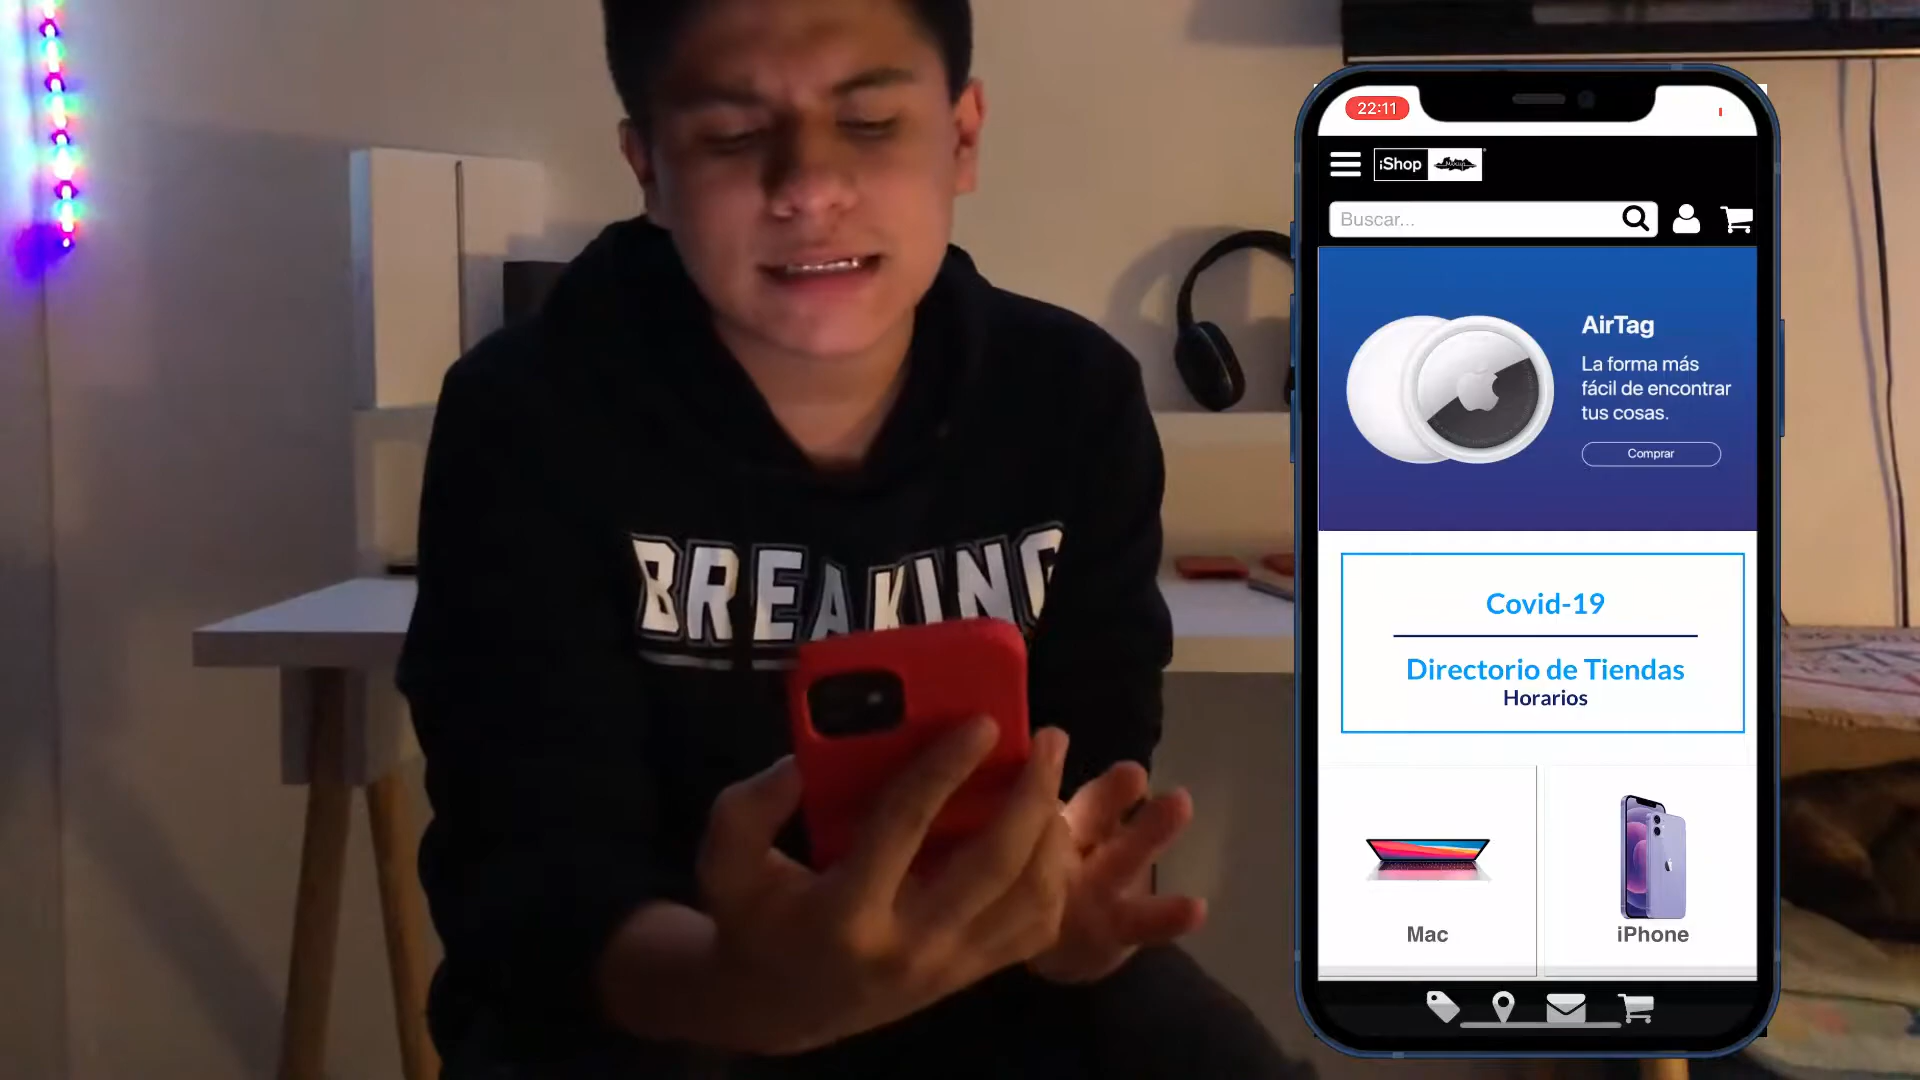 BREAKING
22:11
iShop
Buscar...
AirTag
La forma más
fácil de encontrar
tus cosas.
Comprar
Covid-19
Directorio de Tiendas
Horarios
Mac
iPhone